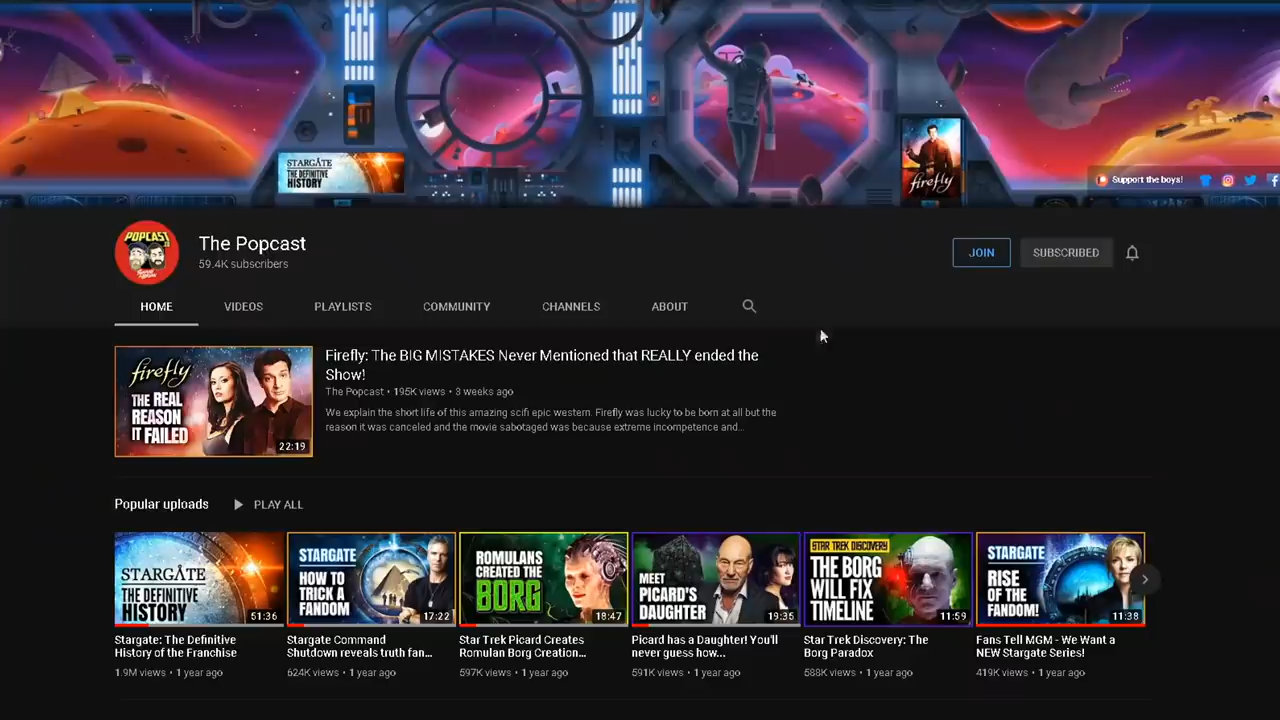 STARGATE
THE DEFINITIVE
HISTORY
firefly
Support the boys!
POPCAST
The Popcast
59.4K subscribers
JOIN
SUBSCRIBED
HOME
VIDEOS
PLAYLISTS
COMMUNITY
CHANNELS
ABOUT
firefly
THE REAL
REASON
IT FAILED
22:19
Firefly: The BIG MISTAKES Never Mentioned that REALLY ended the
Show!
The Popcast • 195K views • 3 weeks ago
We explain the short life of this amazing scifi epic western. Firefly was lucky to be born at all but the
reason it was canceled and the movie sabotaged was because extreme incompetence and...
Popular uploads
PLAY ALL
STARGATE
THE DEFINITIVE
HISTORY
51:36
STARGATE
HOW TO
TRICK A
FANDOM
17:22
ROMULANS
CREATED THE
BORG
18:47
MEET
PICARD'S
DAUGHTER
19:35
STAR TREK DISCOVERY:
THE BORG
WILL FIX
TIMELINE
11:59
STARGATE
RISE OF
THE
FANDOM!
11:38
Stargate: The Definitive
History of the Franchise
1.9M views • 1 year ago
Stargate Command
Shutdown reveals truth fan...
624K views • 1 year ago
Star Trek Picard Creates
Romulan Borg Creation...
597K views • 1 year ago
Picard has a Daughter! You'll
never guess how...
591K views • 1 year ago
Star Trek Discovery: The
Borg Paradox
588K views • 1 year ago
Fans Tell MGM - We Want a
NEW Stargate Series!
419K views • 1 year ago